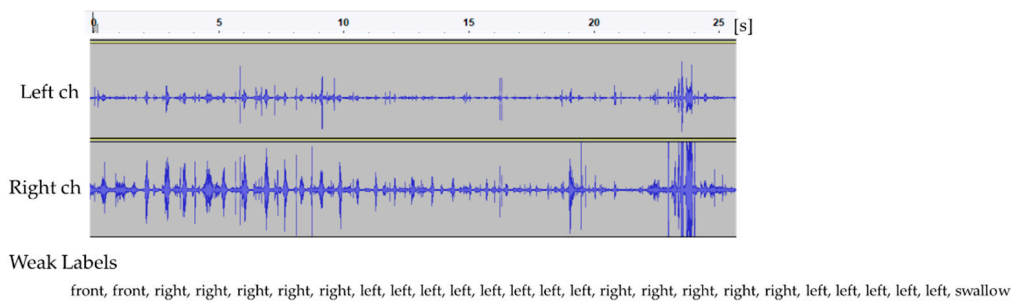 0 5 10 15 20 25 [s]
Left ch
Right ch
Weak Labels
front, front, right, right, right, right, right, left, left, left, left, left, left, left, left, right, right, right, right, right, left, left, left, left, left, swallow